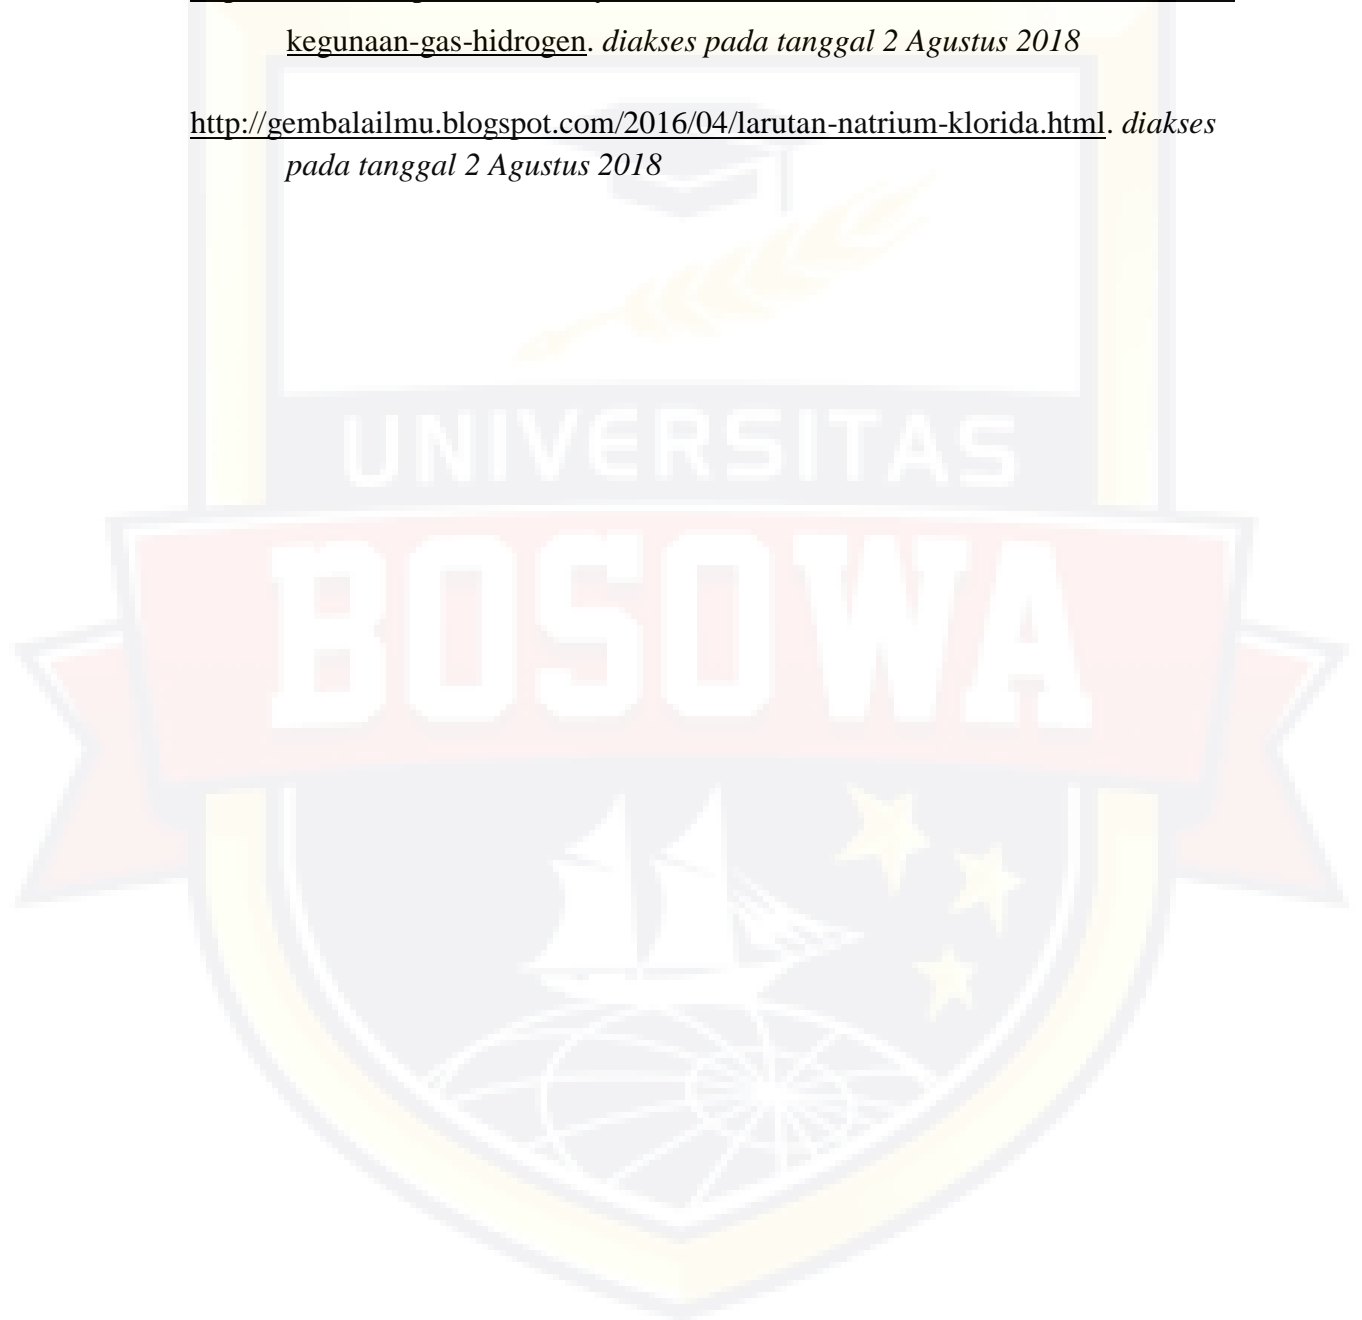 kegunaan-gas-hidrogen. diakses pada tanggal 2 Agustus 2018
http://gembalailmu.blogspot.com/2016/04/larutan-natrium-klorida.html. diakses
pada tanggal 2 Agustus 2018
UNIVERSITAS
BOSOWA